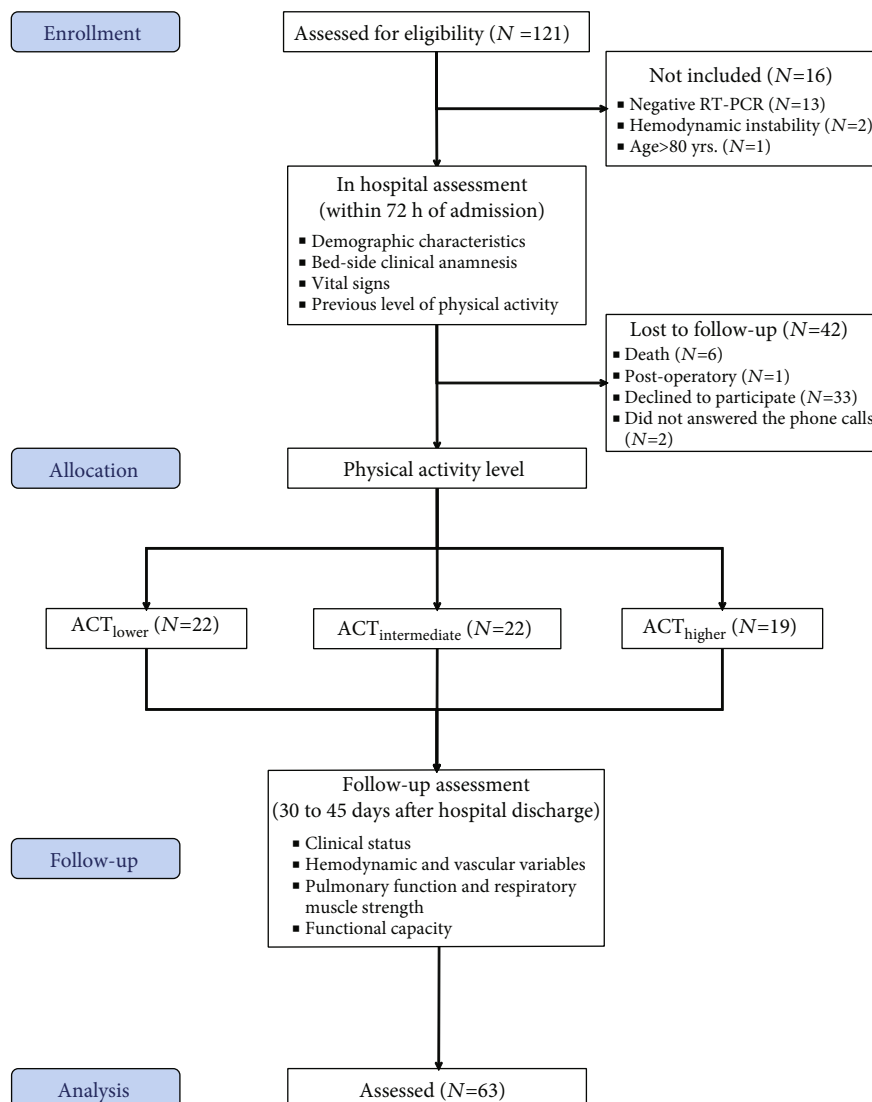 Enrollment
Assessed for eligibility (N =121)
Not included (N=16)
▪ Negative RT-PCR (N=13)
▪ Hemodynamic instability (N=2)
▪ Age>80 yrs. (N=1)
In hospital assessment
(within 72 h of admission)
▪ Demographic characteristics
▪ Bed-side clinical anamnesis
▪ Vital signs
▪ Previous level of physical activity
Lost to follow-up (N=42)
▪ Death (N=6)
▪ Post-operatory (N=1)
▪ Declined to participate (N=33)
▪ Did not answered the phone calls
(N=2)
Allocation
Physical activity level
ACTlower (N=22)
ACTintermediate (N=22)
ACThigher (N=19)
Follow-up assessment
(30 to 45 days after hospital discharge)
▪ Clinical status
▪ Hemodynamic and vascular variables
▪ Pulmonary function and respiratory
muscle strength
▪ Functional capacity
Follow-up
Analysis
Assessed (N=63)